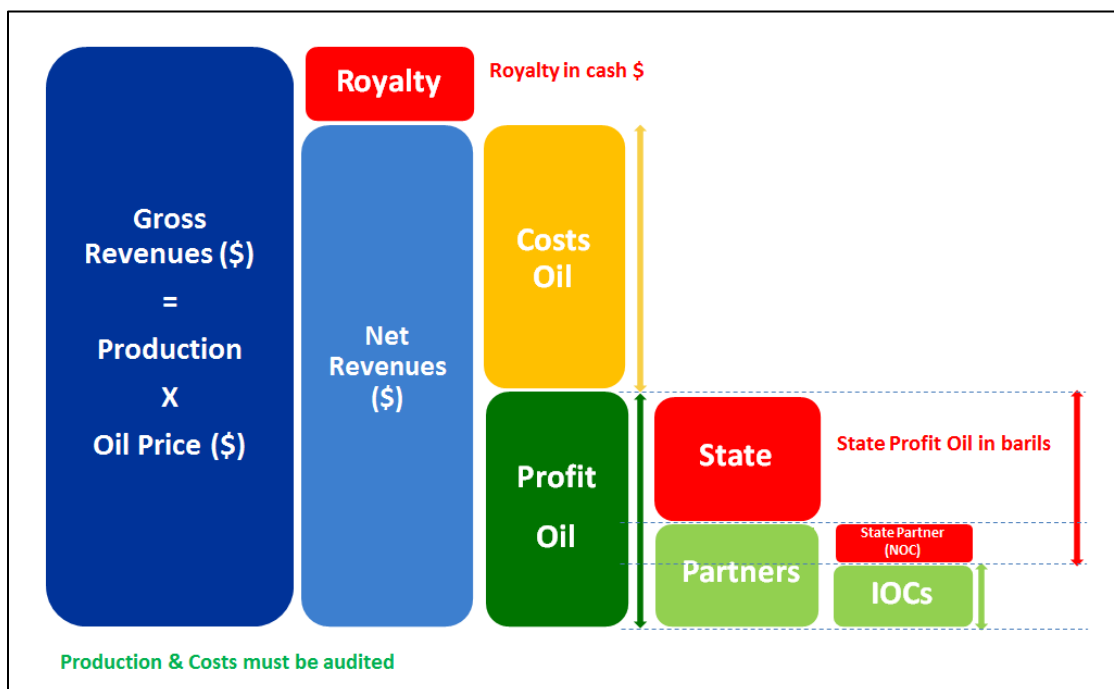 Royalty
Royalty in cash $
Gross
Revenues ($)
=
Production
X
Oil Price ($)
Net
Revenues
($)
Costs
Oil
Profit
Oil
State
State Profit Oil in barils
Partners
State Partner
(NOC)
IOCs
Production & Costs must be audited